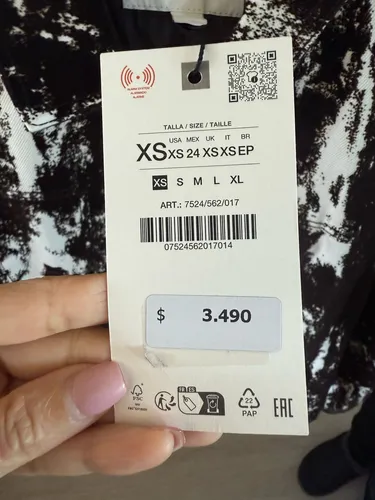 TALLA / SIZE / TAILLE
USA MEX UK IT BR
XS XS 24 XS XS EP
XS S M L XL
ART.: 7524/562/017
07524562017014
$ 3.490
FSC
22
PAP
EAC